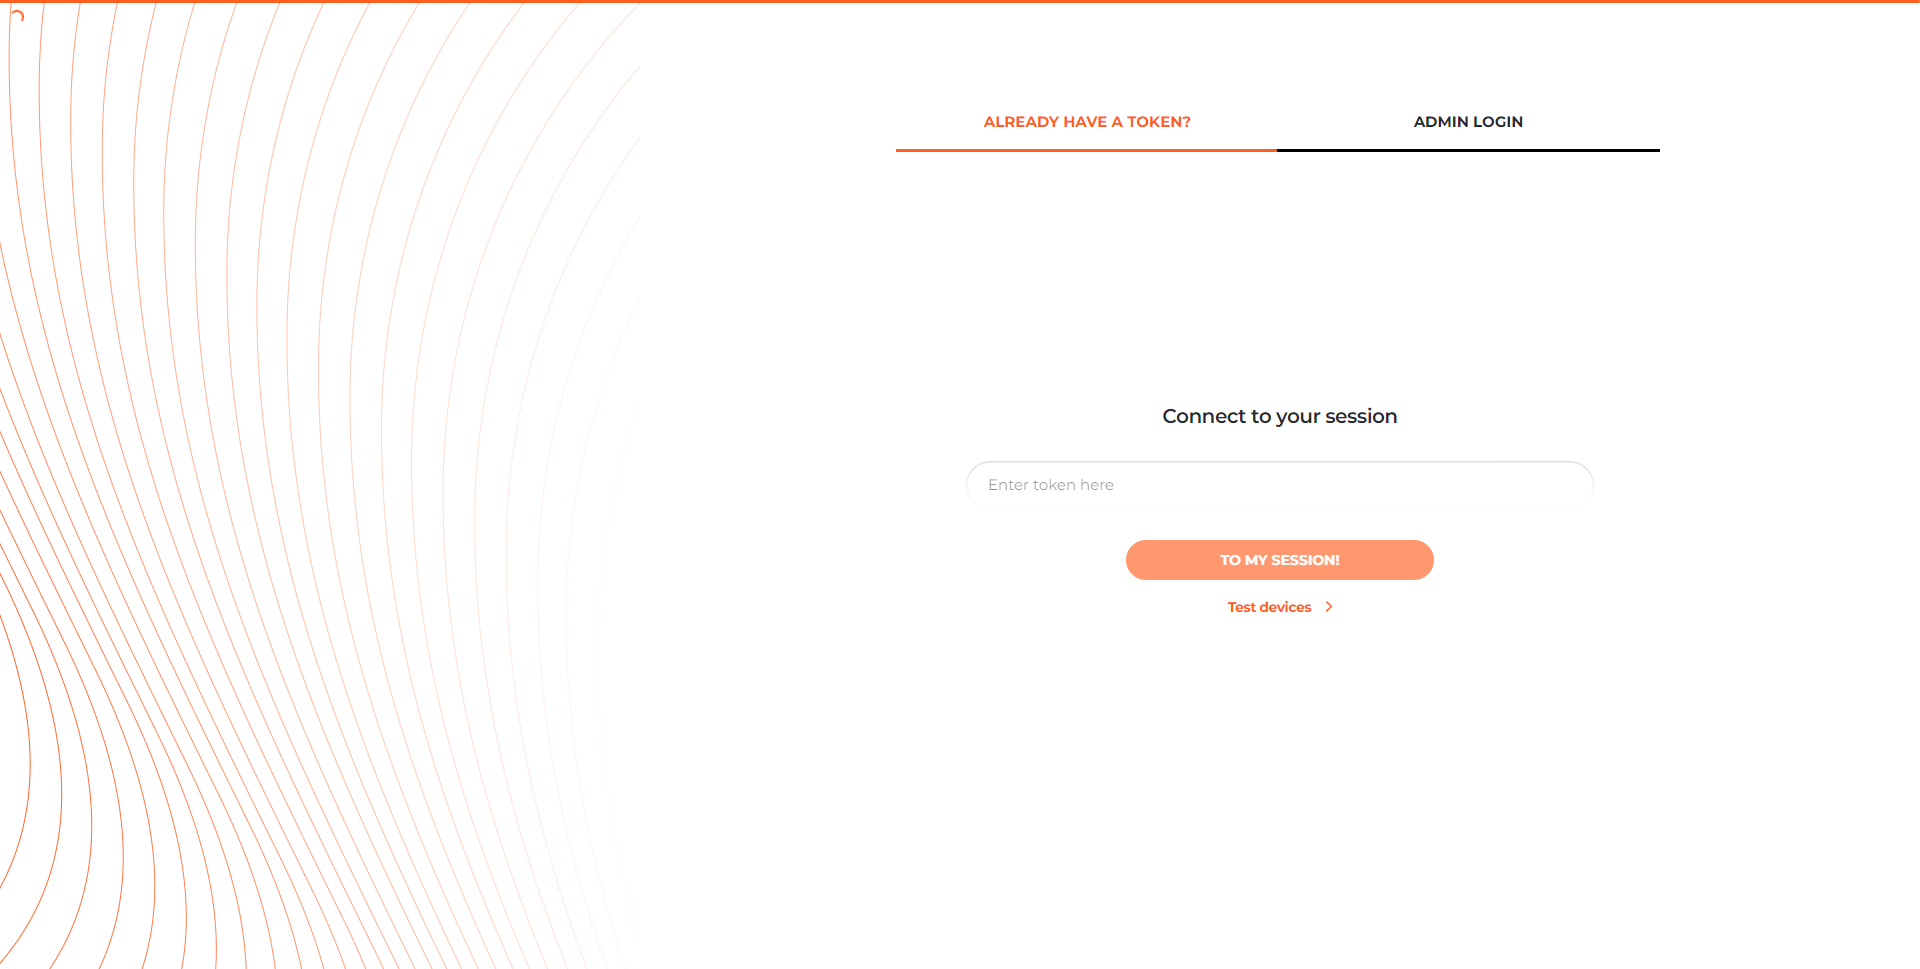 ALREADY HAVE A TOKEN?
ADMIN LOGIN
Connect to your session
Enter token here
TO MY SESSION!
Test devices